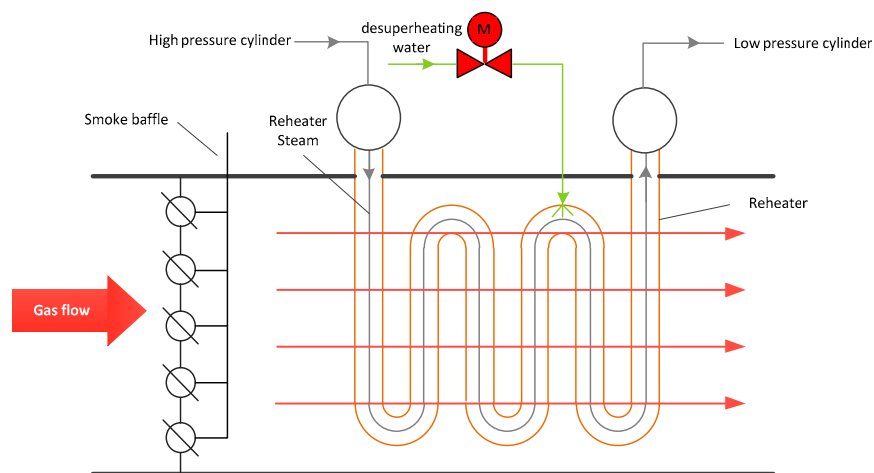 High pressure cylinder
desuperheating
water
M
Low pressure cylinder
Smoke baffle
Reheater
Steam
Reheater
Gas flow